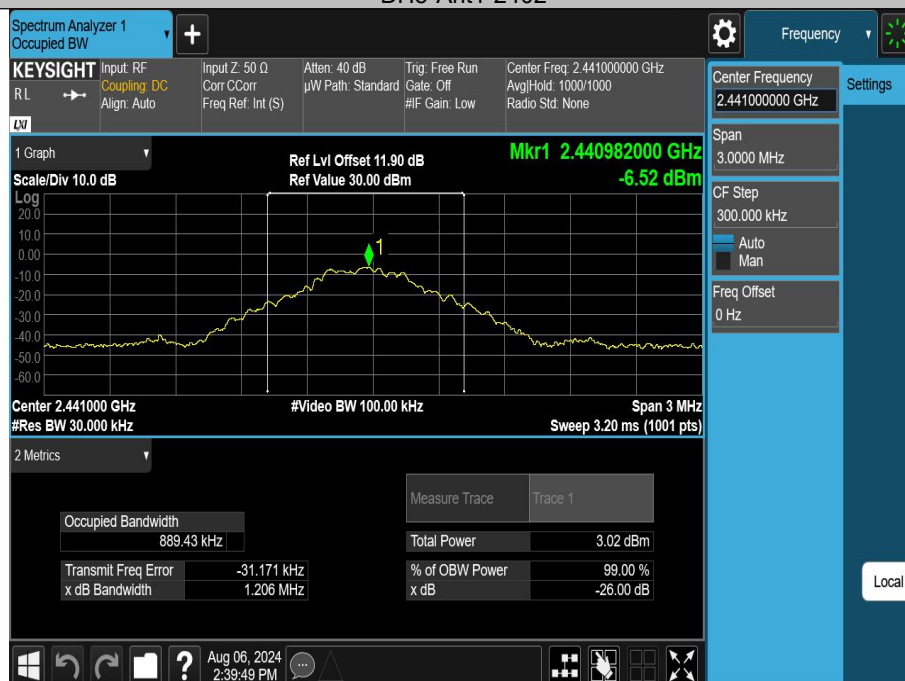 Spectrum Analyzer 1
Occupied BW
+
Frequency
KEYSIGHT
RL
LXI
Input: RF
Coupling: DC
Align: Auto
Input Z: 50 Ω
Corr CCorr
Freq Ref: Int (S)
Atten: 40 dB
µW Path: Standard
Trig: Free Run
Gate: Off
#IF Gain: Low
Center Freq: 2.441000000 GHz
Avg|Hold: 1000/1000
Radio Std: None
Center Frequency
2.441000000 GHz
Settings
Span
3.0000 MHz
CF Step
300.000 kHz
Auto
Man
Freq Offset
0 Hz
Local
1 Graph
Scale/Div 10.0 dB
Ref Lvl Offset 11.90 dB
Ref Value 30.00 dBm
Mkr1 2.440982000 GHz
-6.52 dBm
Log
20.0
10.0
0.00
-10.0
-20.0
-30.0
-40.0
-50.0
-60.0
1
Center 2.441000 GHz
#Video BW 100.00 kHz
Span 3 MHz
#Res BW 30.000 kHz
Sweep 3.20 ms (1001 pts)
2 Metrics
Measure Trace
Trace 1
Occupied Bandwidth
889.43 kHz
Total Power
3.02 dBm
Transmit Freq Error
-31.171 kHz
% of OBW Power
99.00 %
x dB Bandwidth
1.206 MHz
x dB
-26.00 dB
?
Aug 06, 2024
2:39:49 PM